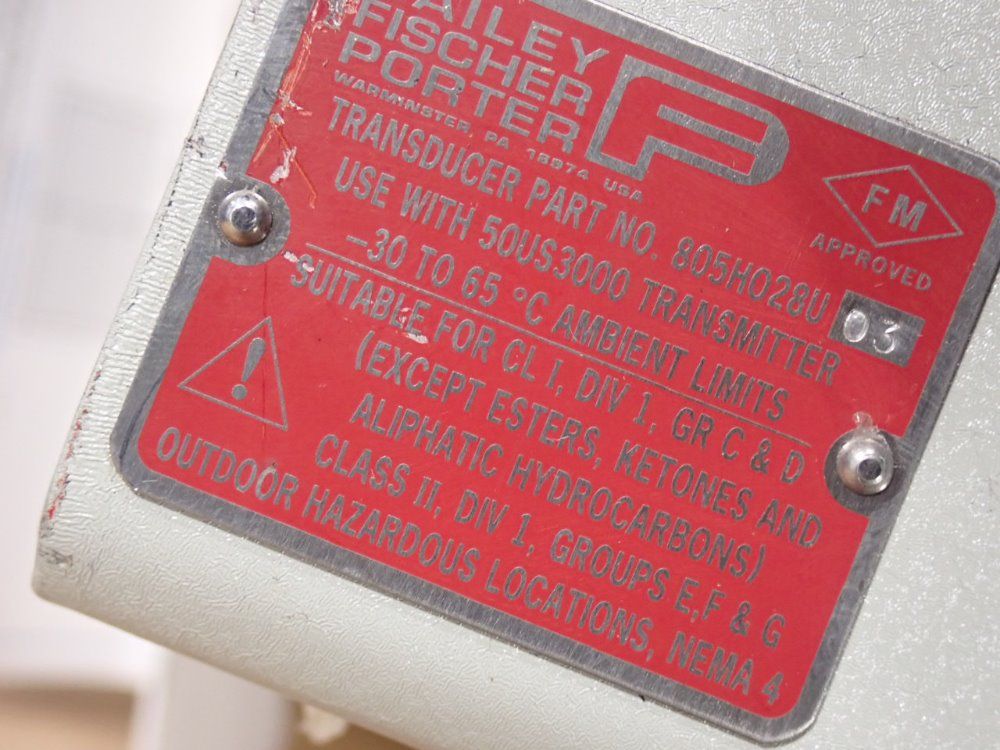 AILEY
FISCHER
PORTER
WARMINSTER, PA 18974 USA
FM
APPROVED
TRANSDUCER PART NO. 805H028U 03
USE WITH 50US3000 TRANSMITTER
-30 TO 65 °C AMBIENT LIMITS
SUITABLE FOR CL I, DIV 1, GR C & D
(EXCEPT ESTERS, KETONES AND
ALIPHATIC HYDROCARBONS)
CLASS II, DIV 1, GROUPS E,F & G
OUTDOOR HAZARDOUS LOCATIONS, NEMA 4